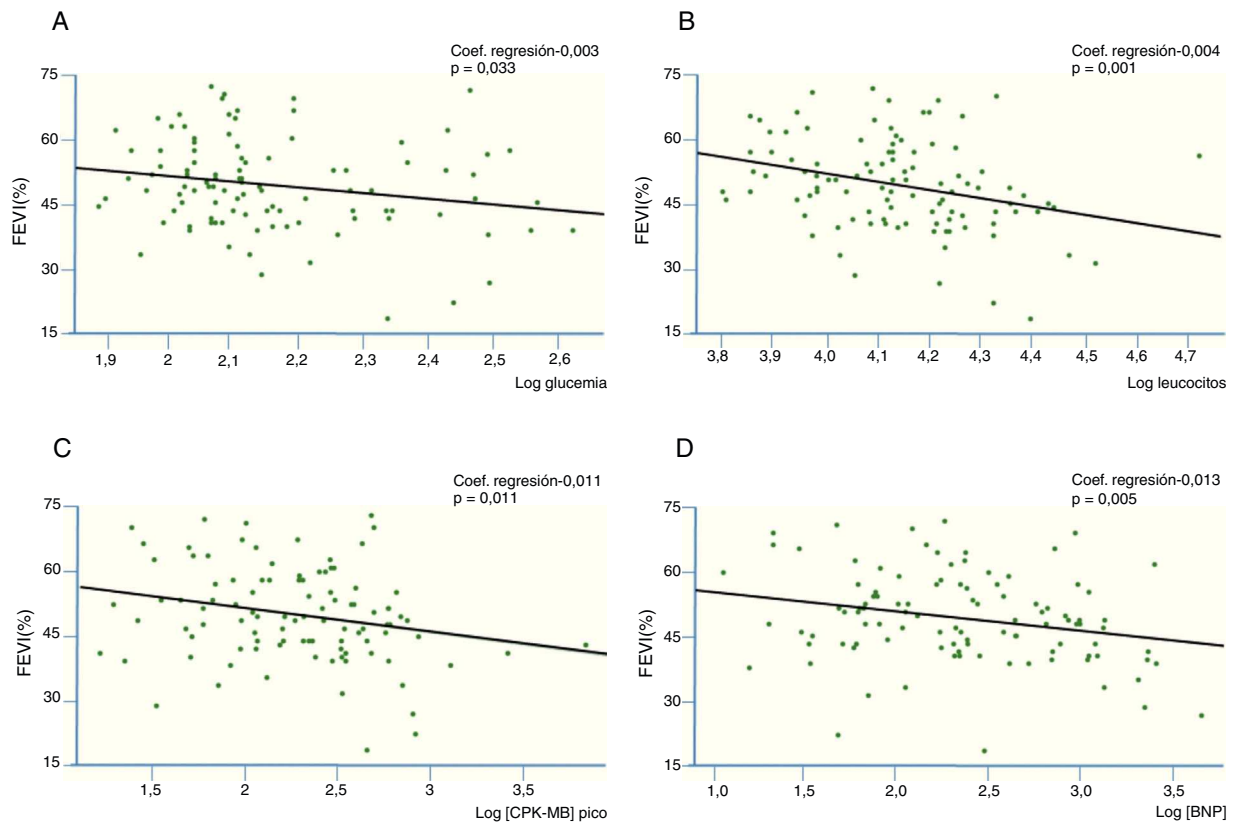 A
Coef. regresión-0,003
p = 0,033
75
60
45
30
15
FEVI(%)
1,9 2 2,1 2,2 2,3 2,4 2,5 2,6
Log glucemia
B
Coef. regresión-0,004
p = 0,001
75
60
45
30
15
FEVI(%)
3,8 3,9 4,0 4,1 4,2 4,3 4,4 4,5 4,6 4,7
Log leucocitos
C
Coef. regresión-0,011
p = 0,011
75
60
45
30
15
FEVI(%)
1,5 2 2,5 3 3,5
Log [CPK-MB] pico
D
Coef. regresión-0,013
p = 0,005
75
60
45
30
15
FEVI(%)
1,0 1,5 2,0 2,5 3,0 3,5
Log [BNP]